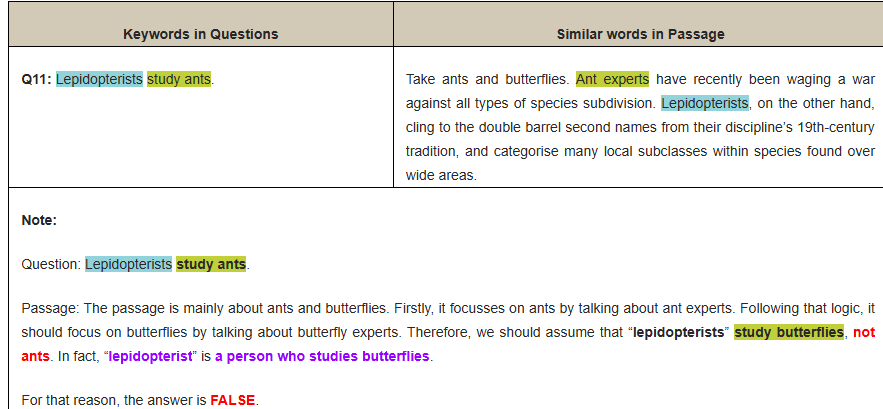 Keywords in Questions
Similar words in Passage
Q11: Lepidopterists study ants.
Take ants and butterflies. Ant experts have recently been waging a war
against all types of species subdivision. Lepidopterists, on the other hand,
cling to the double barrel second names from their discipline’s 19th-century
tradition, and categorise many local subclasses within species found over
wide areas.
Note:
Question: Lepidopterists study ants.
Passage: The passage is mainly about ants and butterflies. Firstly, it focusses on ants by talking about ant experts. Following that logic, it
should focus on butterflies by talking about butterfly experts. Therefore, we should assume that “lepidopterists” study butterflies, not
ants. In fact, “lepidopterist” is a person who studies butterflies.
For that reason, the answer is FALSE.